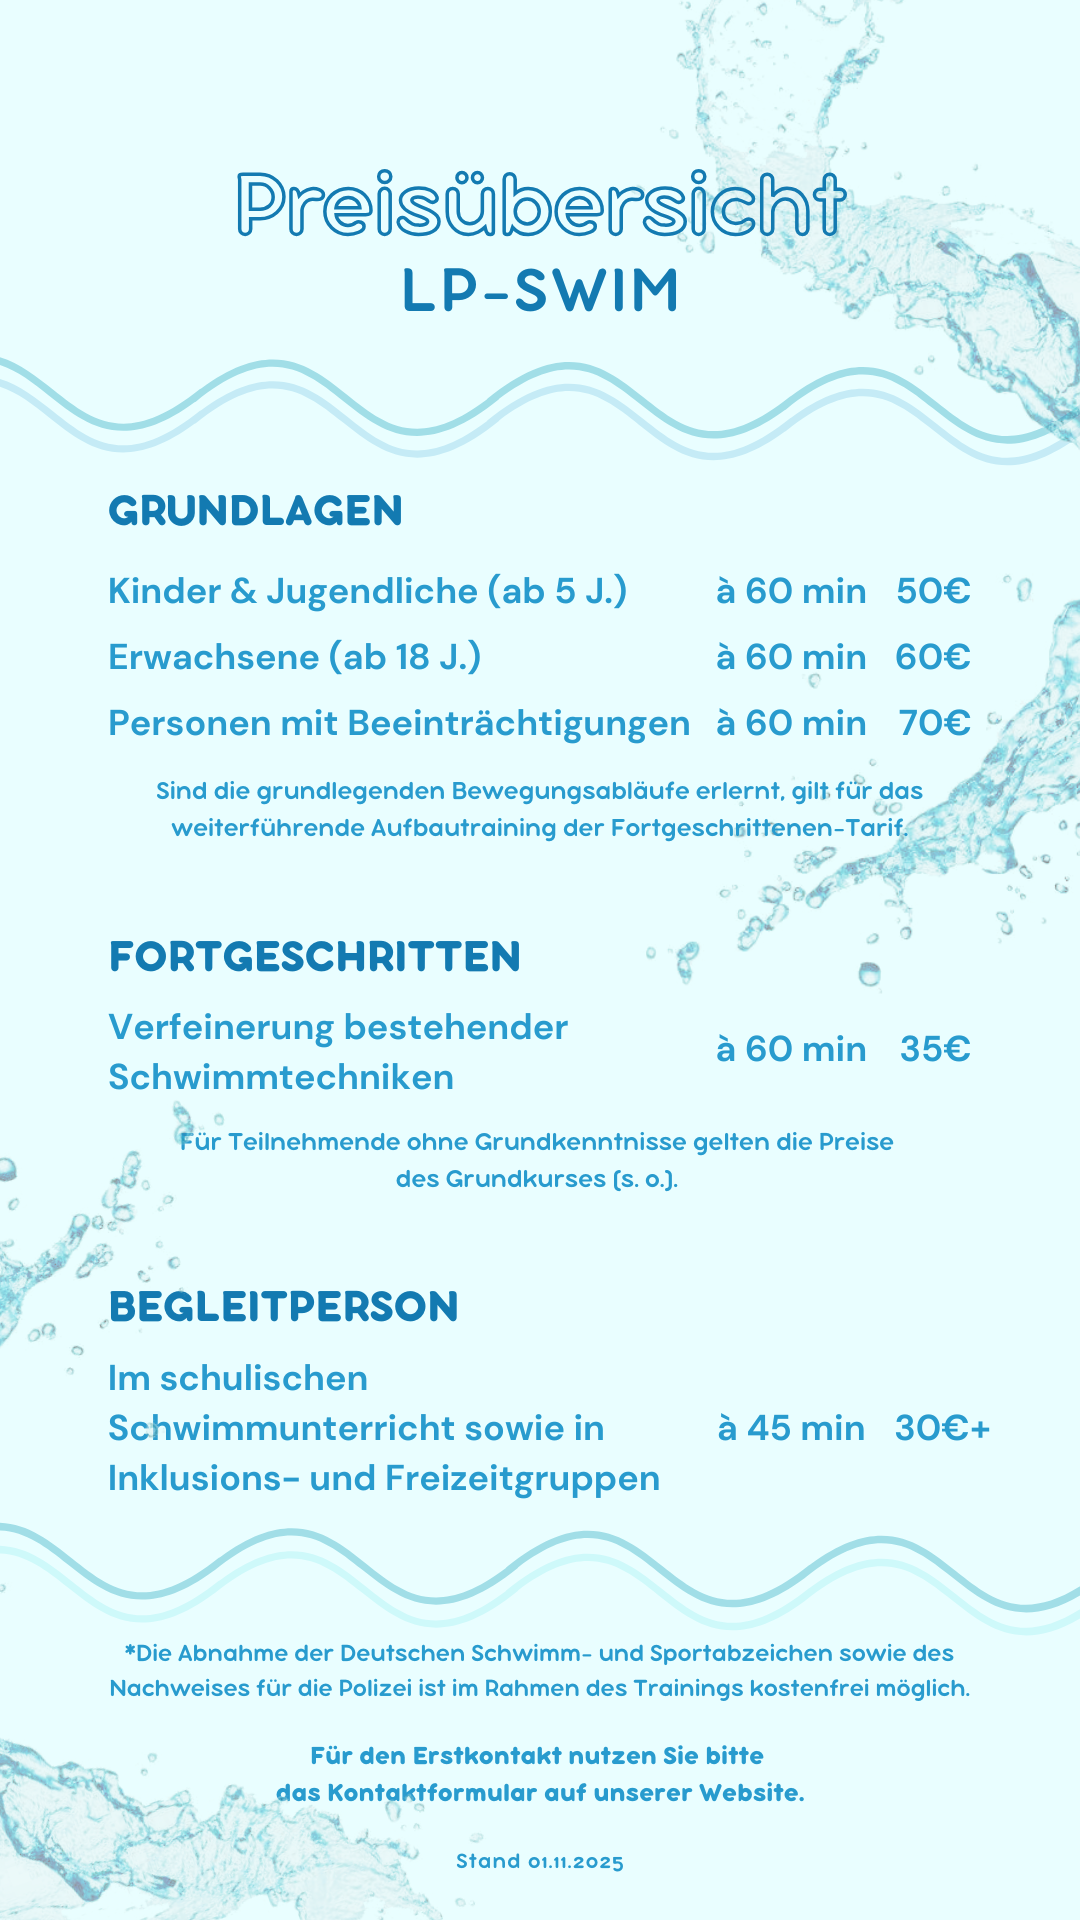 Preisübersicht
LP-SWIM
GRUNDLAGEN
Kinder & Jugendliche (ab 5 J.) à 60 min 50€
Erwachsene (ab 18 J.) à 60 min 60€
Personen mit Beeinträchtigungen à 60 min 70€
Sind die grundlegenden Bewegungsabläufe erlernt, gilt für das
weiterführende Aufbautraining der Fortgeschrittenen-Tarif.
FORTGESCHRITTEN
Verfeinerung bestehender
Schwimmtechniken à 60 min 35€
Für Teilnehmende ohne Grundkenntnisse gelten die Preise
des Grundkurses (s. o.).
BEGLEITPERSON
Im schulischen
Schwimmunterricht sowie in à 45 min 30€+
Inklusions- und Freizeitgruppen
*Die Abnahme der Deutschen Schwimm- und Sportabzeichen sowie des
Nachweises für die Polizei ist im Rahmen des Trainings kostenfrei möglich.
Für den Erstkontakt nutzen Sie bitte
das Kontaktformular auf unserer Website.
Stand 01.11.2025